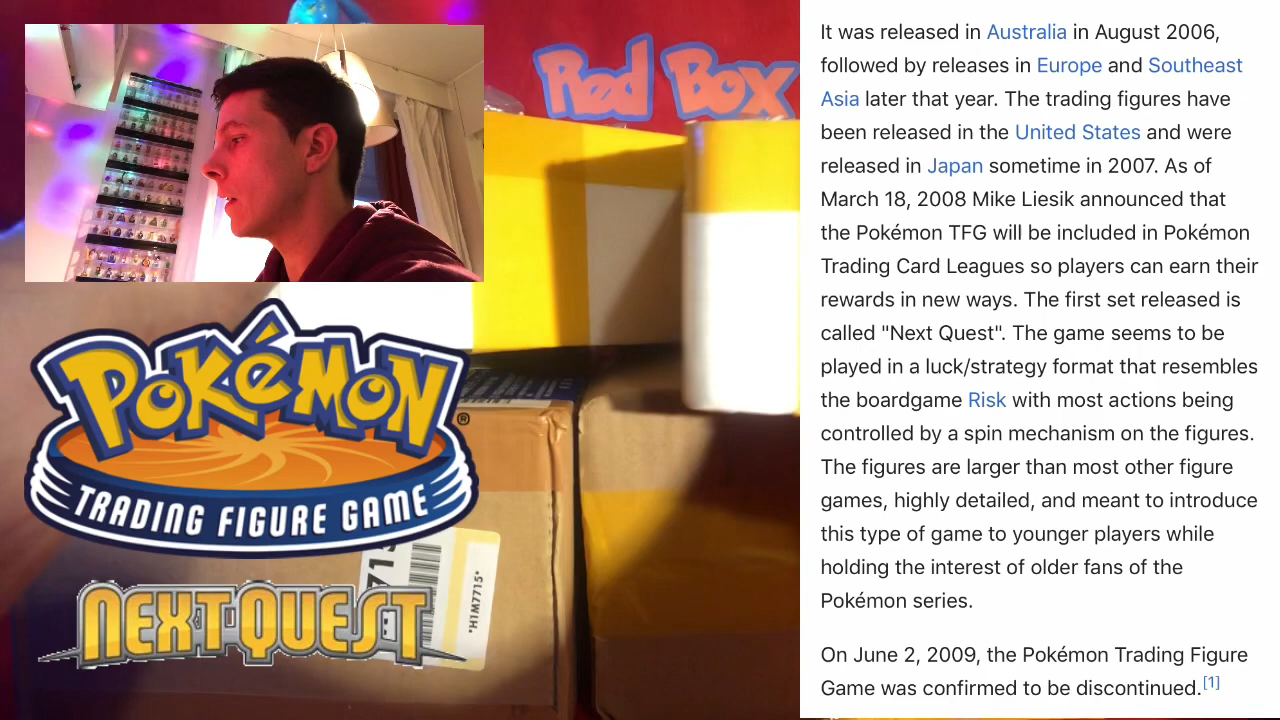 Red Box
POKéMON
®
TRADING FIGURE GAME
NEXT QUEST
*H1M7715*
It was released in Australia in August 2006,
followed by releases in Europe and Southeast
Asia later that year. The trading figures have
been released in the United States and were
released in Japan sometime in 2007. As of
March 18, 2008 Mike Liesik announced that
the Pokémon TFG will be included in Pokémon
Trading Card Leagues so players can earn their
rewards in new ways. The first set released is
called "Next Quest". The game seems to be
played in a luck/strategy format that resembles
the boardgame Risk with most actions being
controlled by a spin mechanism on the figures.
The figures are larger than most other figure
games, highly detailed, and meant to introduce
this type of game to younger players while
holding the interest of older fans of the
Pokémon series.
On June 2, 2009, the Pokémon Trading Figure
Game was confirmed to be discontinued.[1]